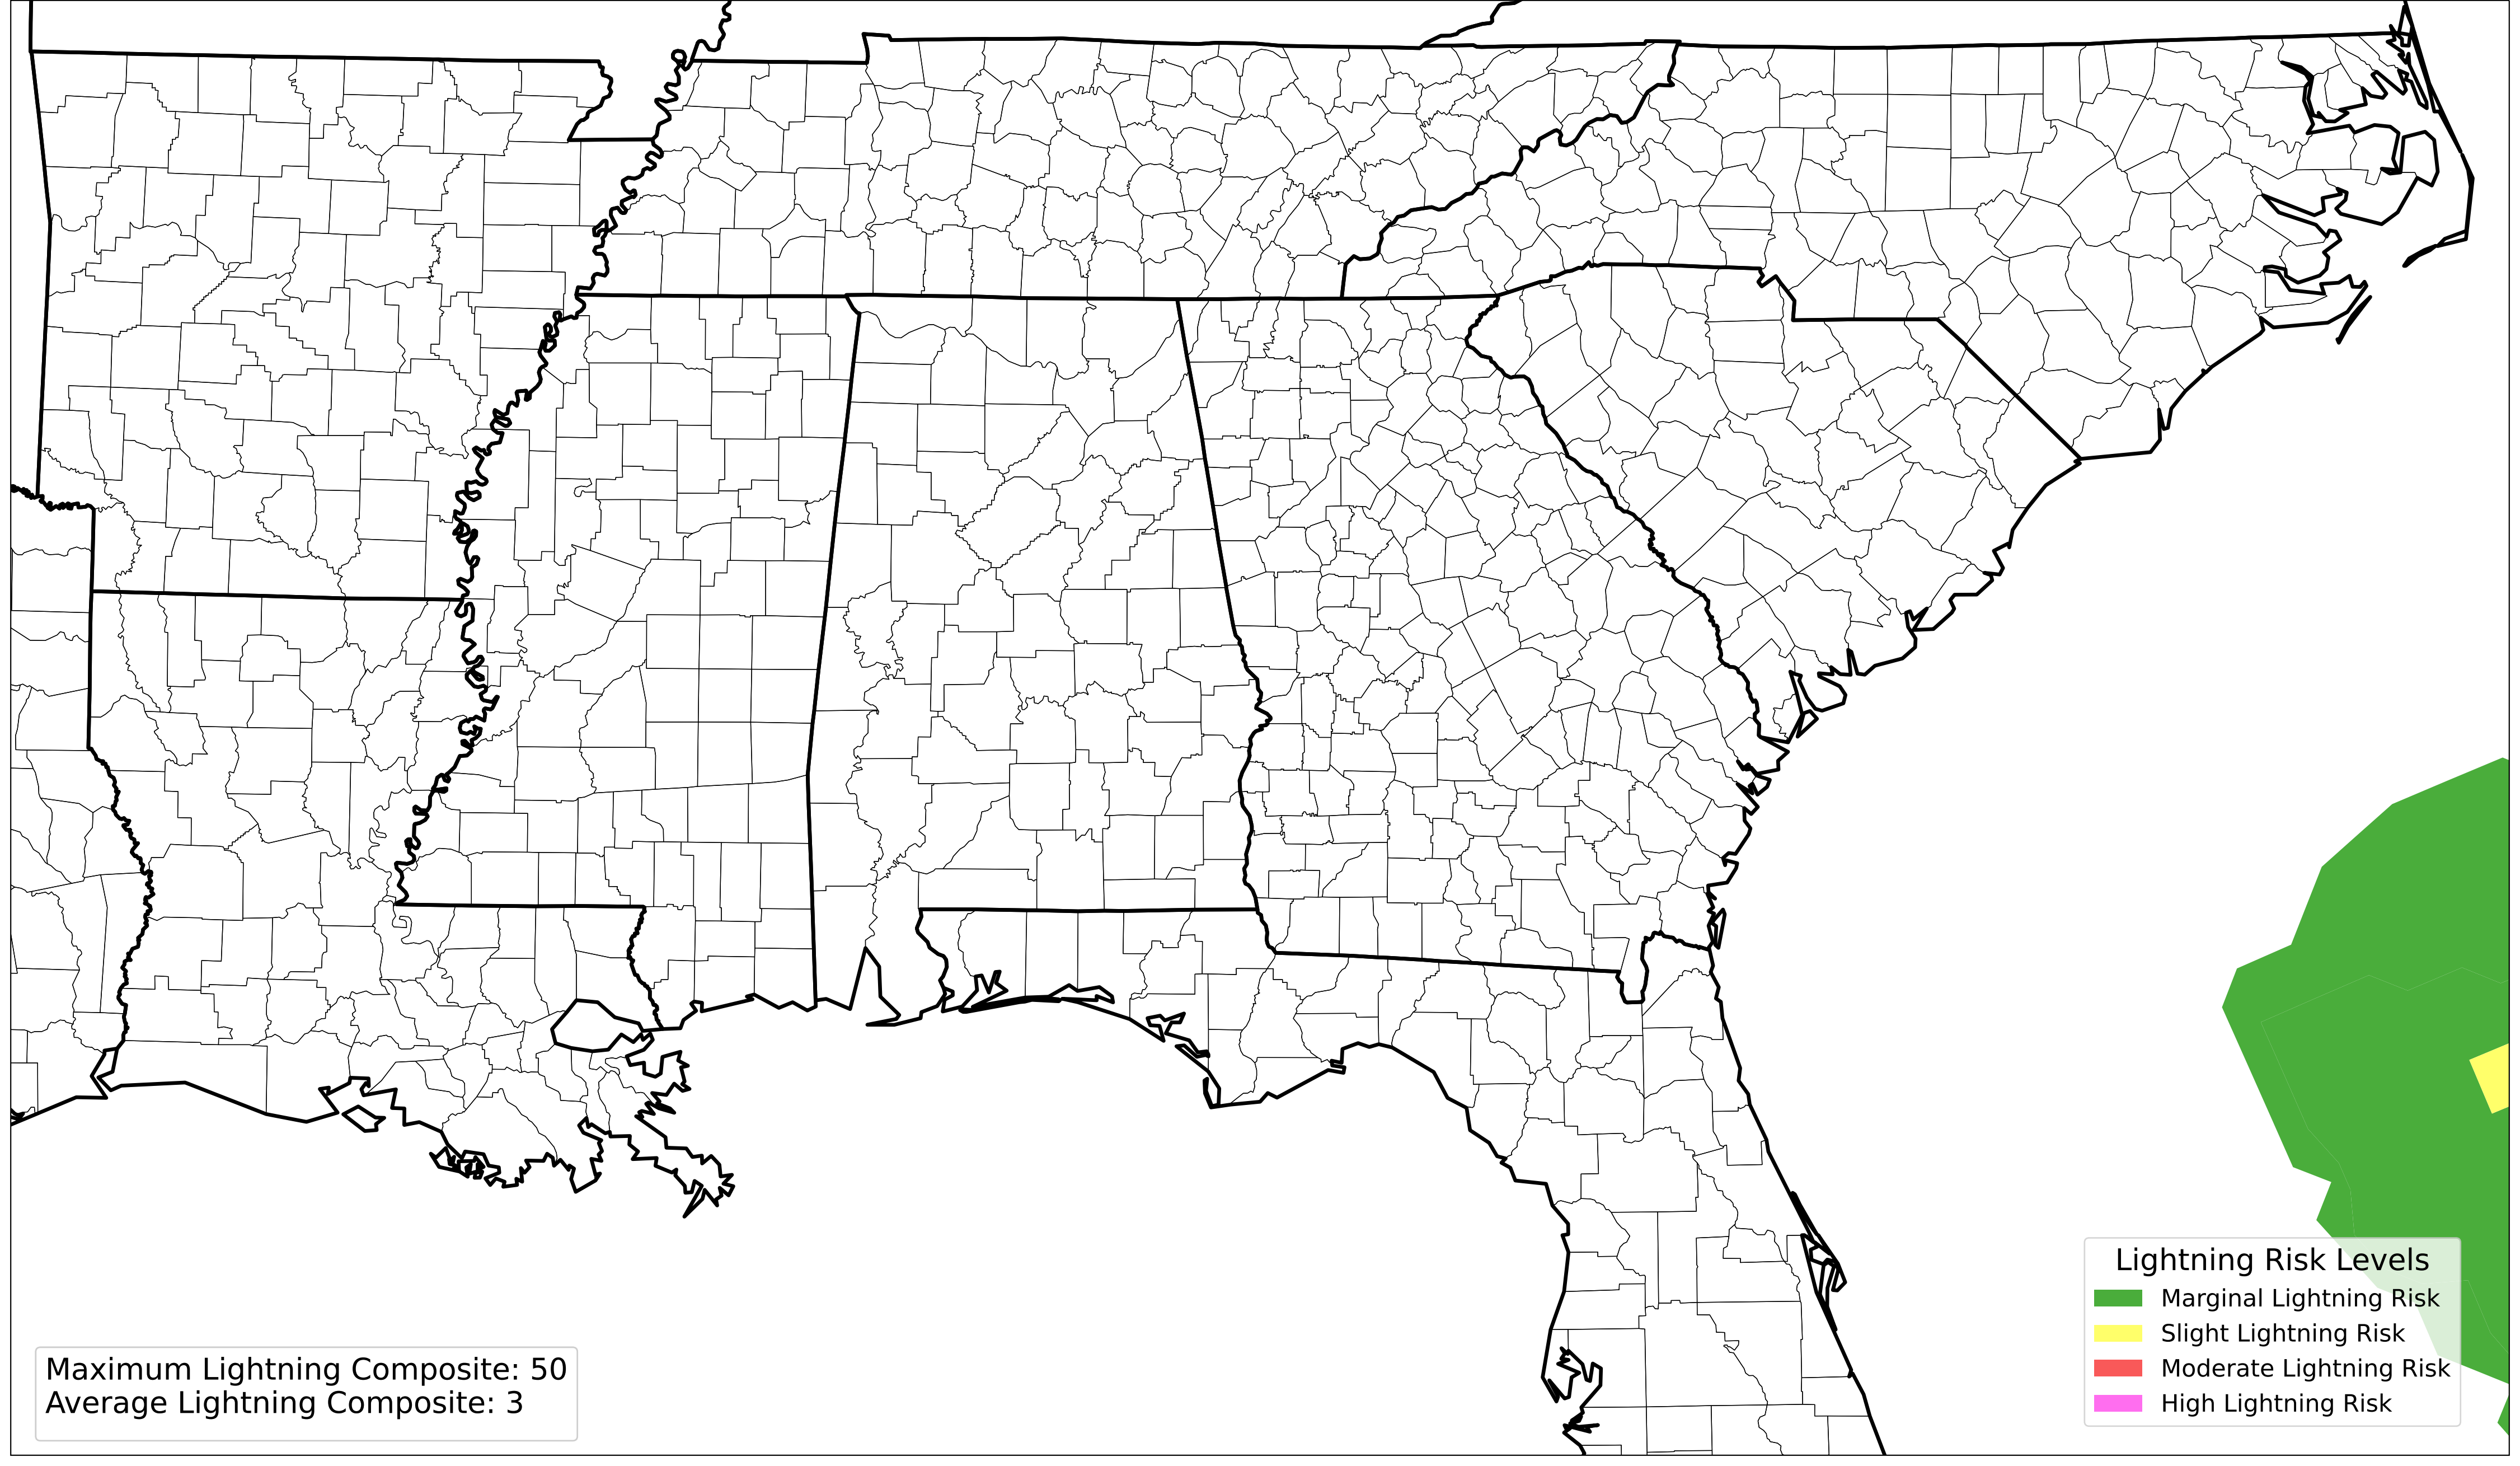 Lightning Risk Levels
Marginal Lightning Risk
Slight Lightning Risk
Moderate Lightning Risk
High Lightning Risk
Maximum Lightning Composite: 50
Average Lightning Composite: 3